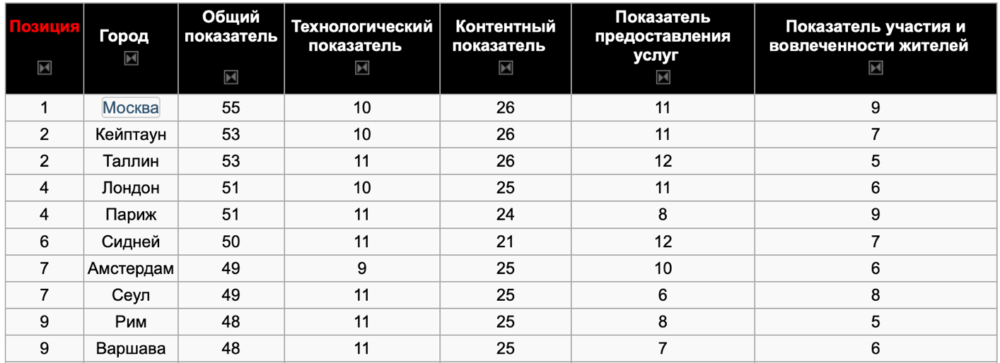 Позиция Город Общий показатель Технологический показатель Контентный показатель Показатель предоставления услуг Показатель участия и вовлеченности жителей
1 Москва 55 10 26 11 9
2 Кейптаун 53 10 26 11 7
2 Таллин 53 11 26 12 5
4 Лондон 51 10 25 11 6
4 Париж 51 11 24 8 9
6 Сидней 50 11 21 12 7
7 Амстердам 49 9 25 10 6
7 Сеул 49 11 25 6 8
9 Рим 48 11 25 8 5
9 Варшава 48 11 25 7 6